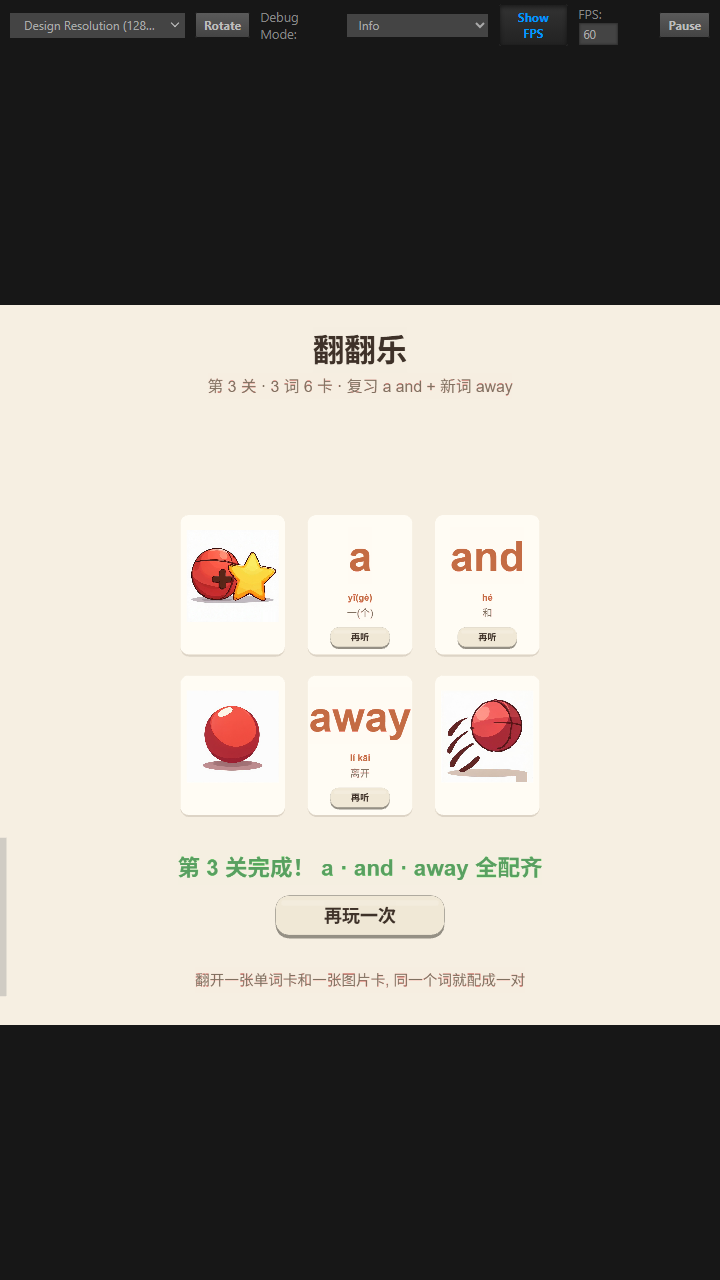 Design Resolution (128...
Rotate
Debug Mode:
Info
Show FPS
FPS:
60
Pause
翻翻乐
第 3 关 · 3 词 6 卡 · 复习 a and + 新词 away
a
yī(gè)
一(个)
再听
and
hé
和
再听
away
lí kāi
离开
再听
第 3 关完成! a · and · away 全配齐
再玩一次
翻开一张单词卡和一张图片卡, 同一个词就配成一对